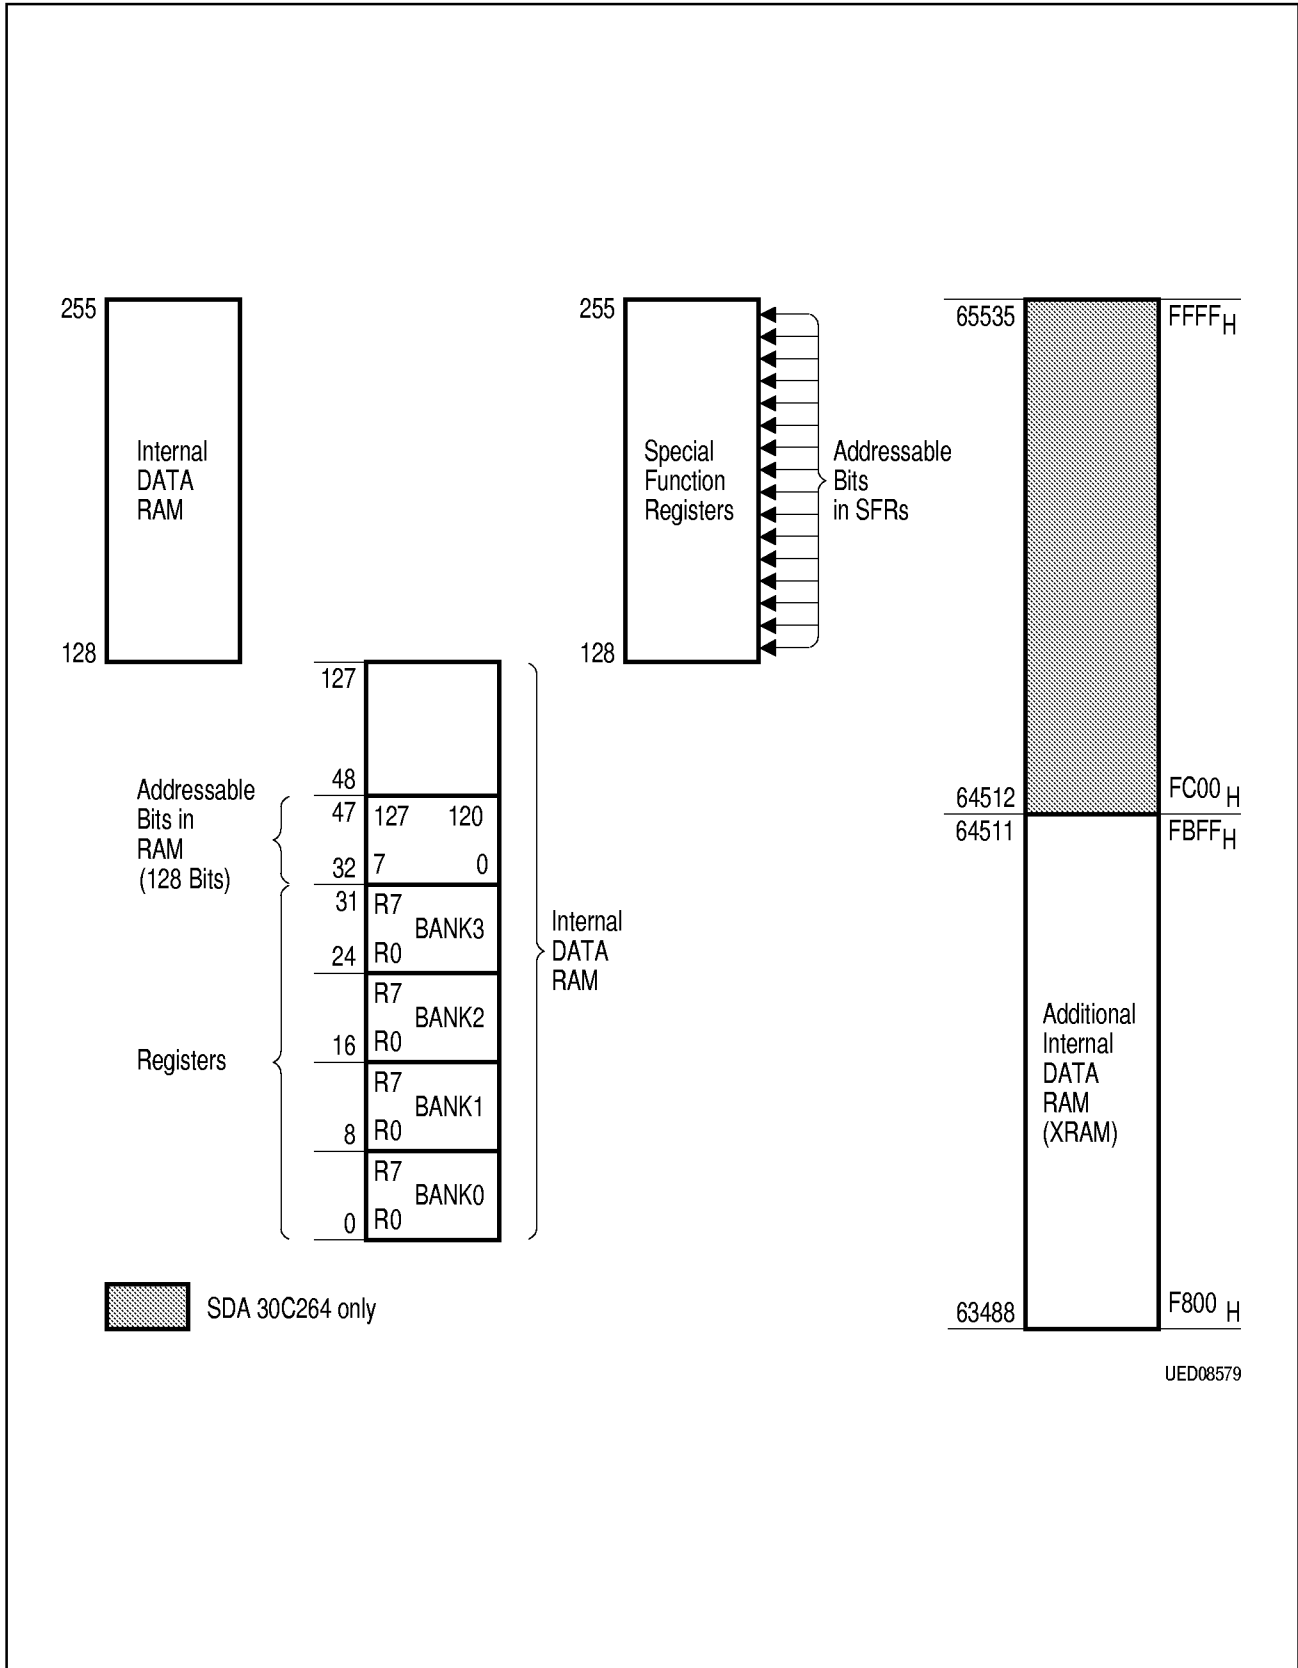 255
Internal
DATA
RAM
128
255
Special
Function
Registers
128
Addressable
Bits
in SFRs
127
48
Addressable
Bits in
RAM
(128 Bits)
47 127 120
32 7 0
31 R7
BANK3
24 R0
R7
BANK2
16 R0
R7
BANK1
8 R0
R7
BANK0
0 R0
Registers
Internal
DATA
RAM
65535 FFFF H
64512 FC00 H
64511 FBFF H
Additional
Internal
DATA
RAM
(XRAM)
63488 F800 H
SDA 30C264 only
UED08579